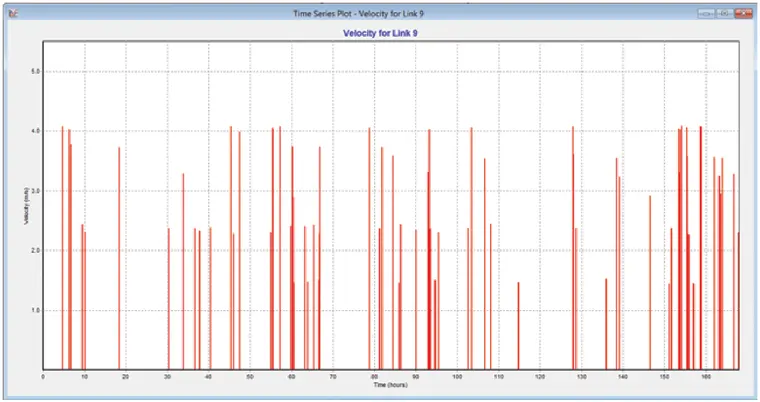 Time Series Plot - Velocity for Link 9
Velocity for Link 9
5.0
4.0
3.0
2.0
1.0
Velocity (m/s)
0 10 20 30 40 50 60 70 80 90 100 110 120 130 140 150 160
Time (hours)